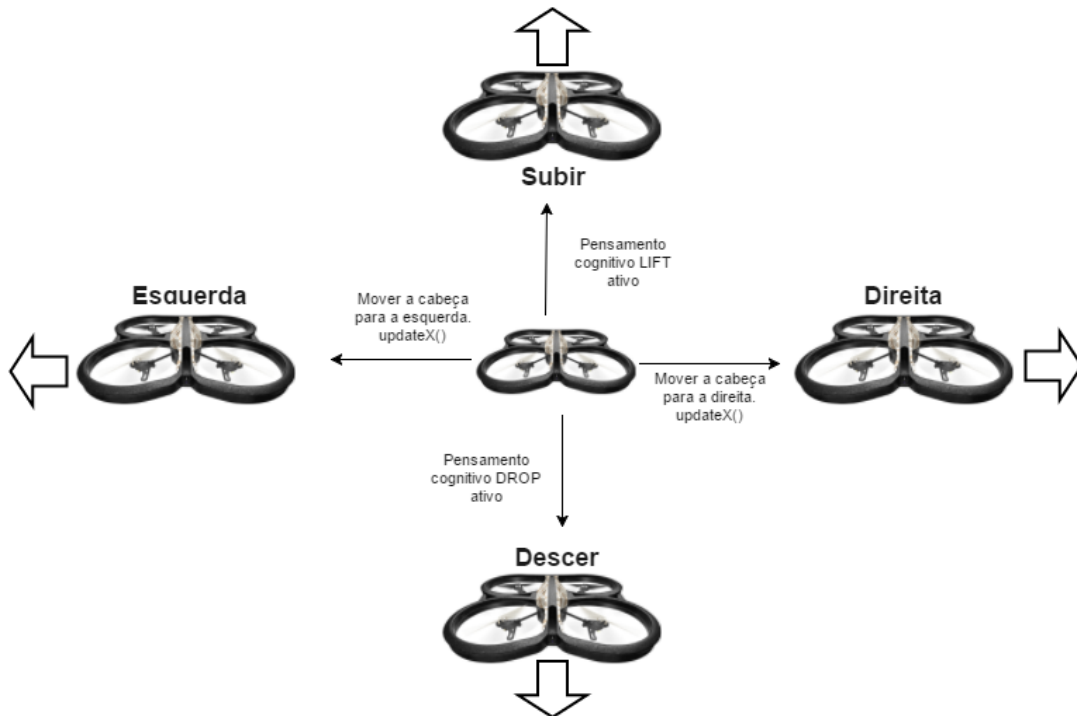 Subir
Pensamento
cognitivo LIFT
ativo
Esquerda
Mover a cabeça
para a esquerda.
updateX()
Direita
Mover a cabeça
para a direita.
updateX()
Pensamento
cognitivo DROP
ativo
Descer